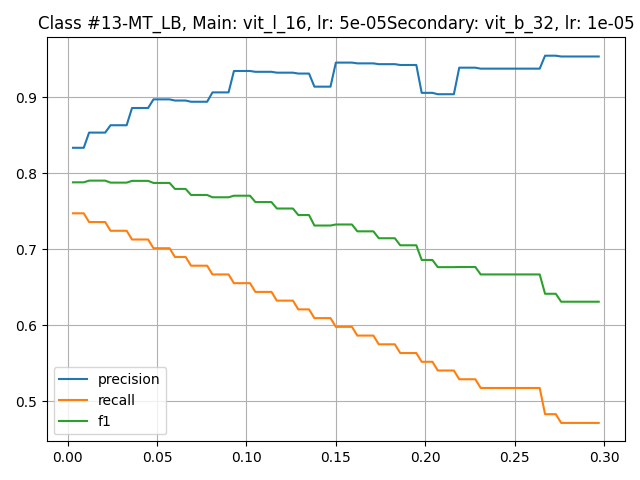 Class #13-MT_LB, Main: vit_l_16, lr: 5e-05Secondary: vit_b_32, lr: 1e-05
0.9
0.8
0.7
0.6
0.5
precision
recall
f1
0.00 0.05 0.10 0.15 0.20 0.25 0.30